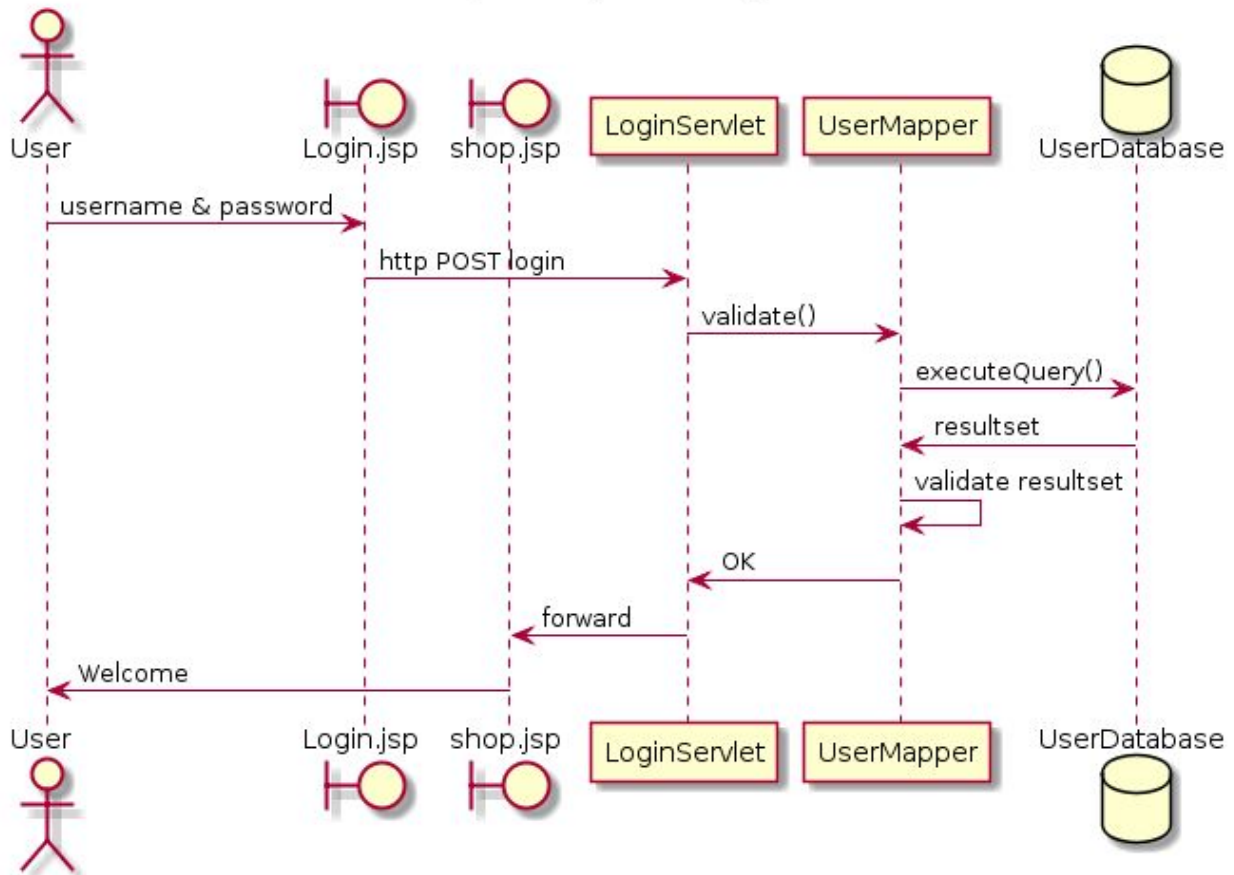 User
Login.jsp
shop.jsp
LoginServlet
UserMapper
UserDatabase
username & password
http POST login
validate()
executeQuery()
resultset
validate resultset
OK
forward
Welcome
User
Login.jsp
shop.jsp
LoginServlet
UserMapper
UserDatabase